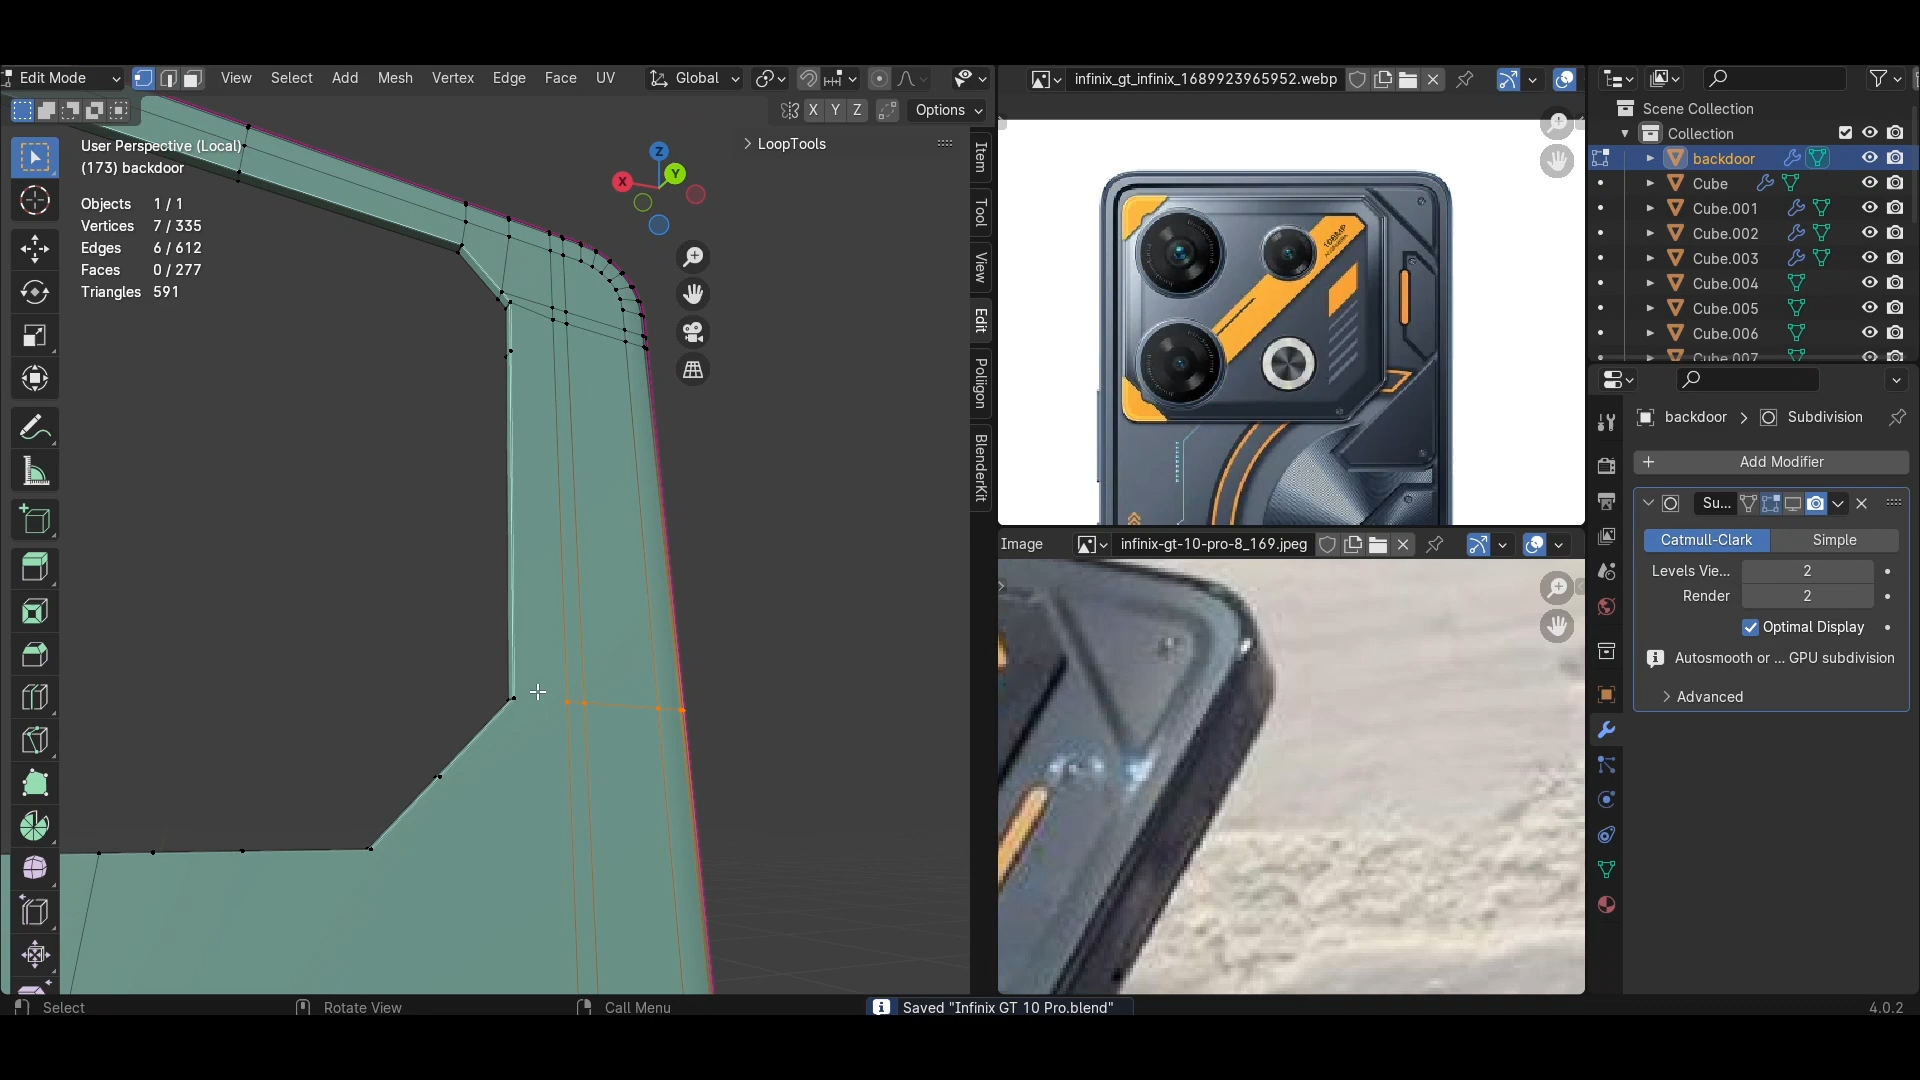 Edit Mode View Select Add Mesh Vertex Edge Face UV Global
X Y Z Options
User Perspective (Local)
(173) backdoor
Objects 1 / 1
Vertices 7 / 335
Edges 6 / 612
Faces 0 / 277
Triangles 591
LoopTools
Z
Y
X
Item
Tool
View
Edit
Poliigon
BlenderKit
infinix_gt_infinix_1689923965952.webp
108MP
Image infinix-gt-10-pro-8_169.jpeg
Scene Collection
Collection
backdoor
Cube
Cube.001
Cube.002
Cube.003
Cube.004
Cube.005
Cube.006
Cube.007
backdoor Subdivision
Add Modifier
Su...
Catmull-Clark Simple
Levels Vie... 2
Render 2
Optimal Display
Autosmooth or ... GPU subdivision
Advanced
Select Rotate View Call Menu Saved "Infinix GT 10 Pro.blend" 4.0.2